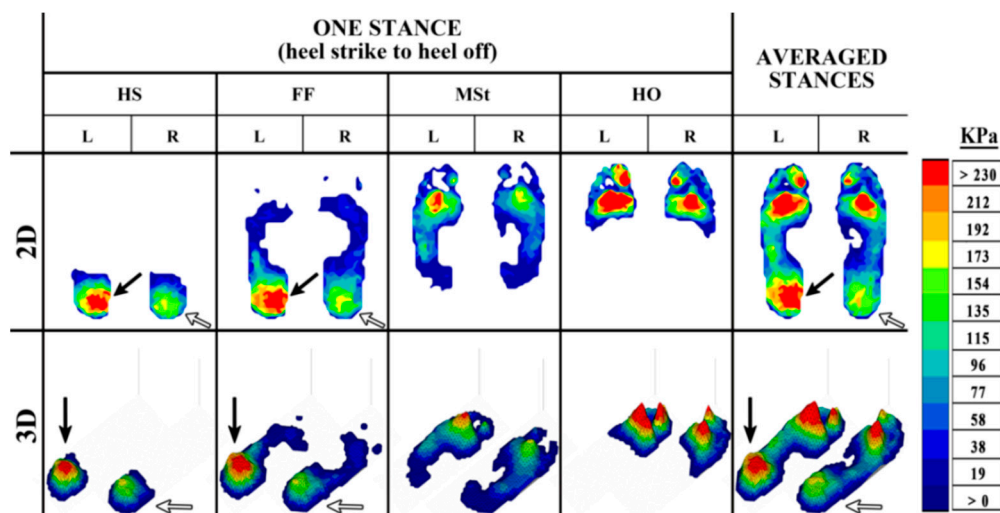 ONE STANCE
(heel strike to heel off)
AVERAGED
STANCES
HS
FF
MSt
HO
L
R
L
R
L
R
L
R
L
R
KPa
2D
3D
> 230
212
192
173
154
135
115
96
77
58
38
19
> 0